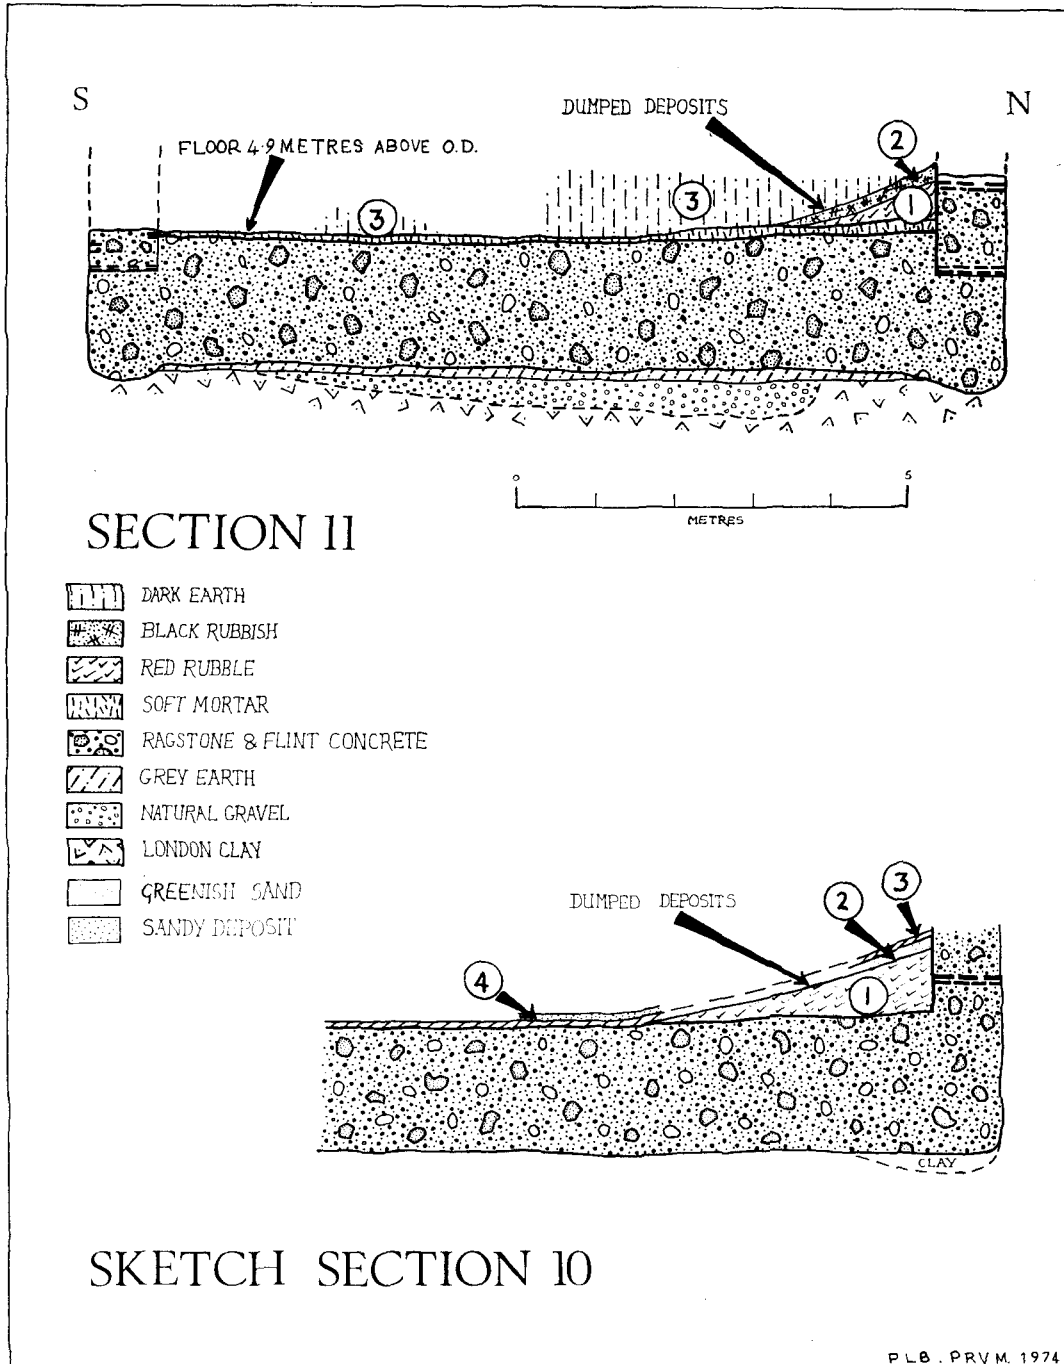 S
N
DUMPED DEPOSITS
FLOOR 4·9 METRES ABOVE O.D.
2
3
3
1
0
5
METRES
SECTION 11
DARK EARTH
BLACK RUBBISH
RED RUBBLE
SOFT MORTAR
RAGSTONE & FLINT CONCRETE
GREY EARTH
NATURAL GRAVEL
LONDON CLAY
GREENISH SAND
SANDY DEPOSIT
DUMPED DEPOSITS
3
2
4
1
CLAY
SKETCH SECTION 10
PLB. PRVM. 1974